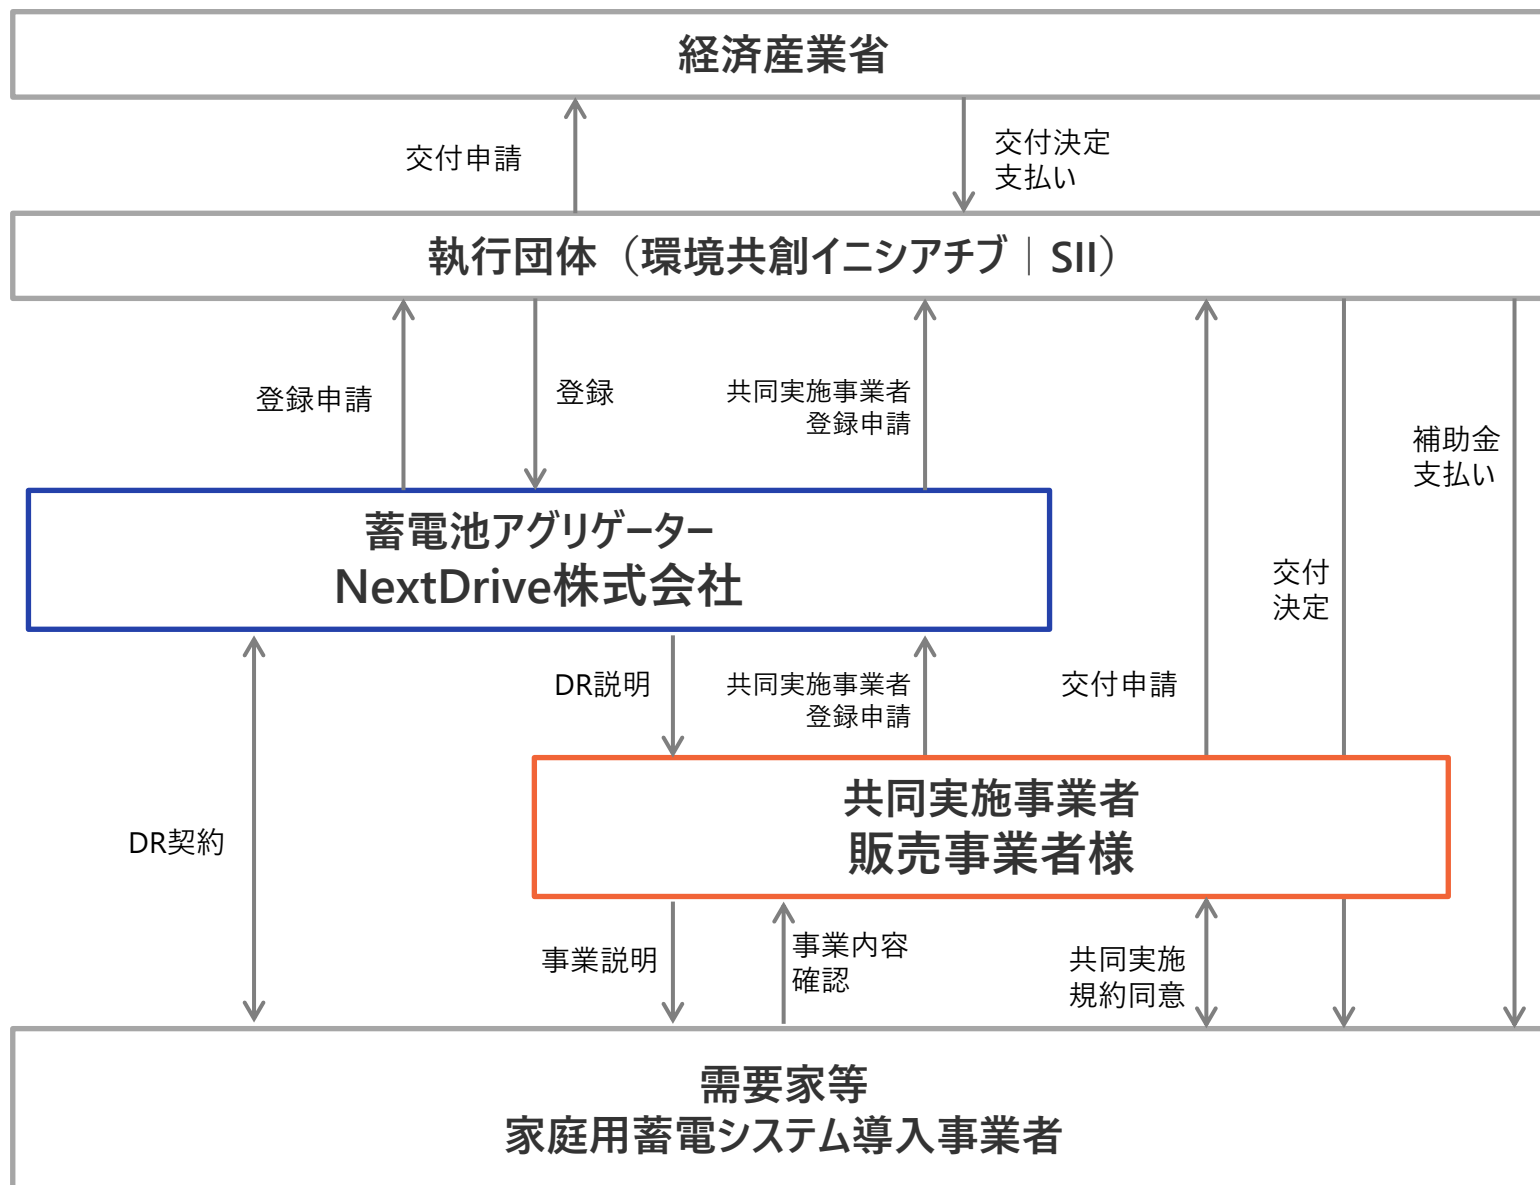 経済産業省
交付申請
交付決定
支払い
執行団体（環境共創イニシアチブ｜SII）
登録申請
登録
共同実施事業者
登録申請
補助金
支払い
蓄電池アグリゲーター
NextDrive株式会社
交付
決定
DR説明
共同実施事業者
登録申請
交付申請
共同実施事業者
販売事業者様
DR契約
事業説明
事業内容
確認
共同実施
規約同意
需要家等
家庭用蓄電システム導入事業者